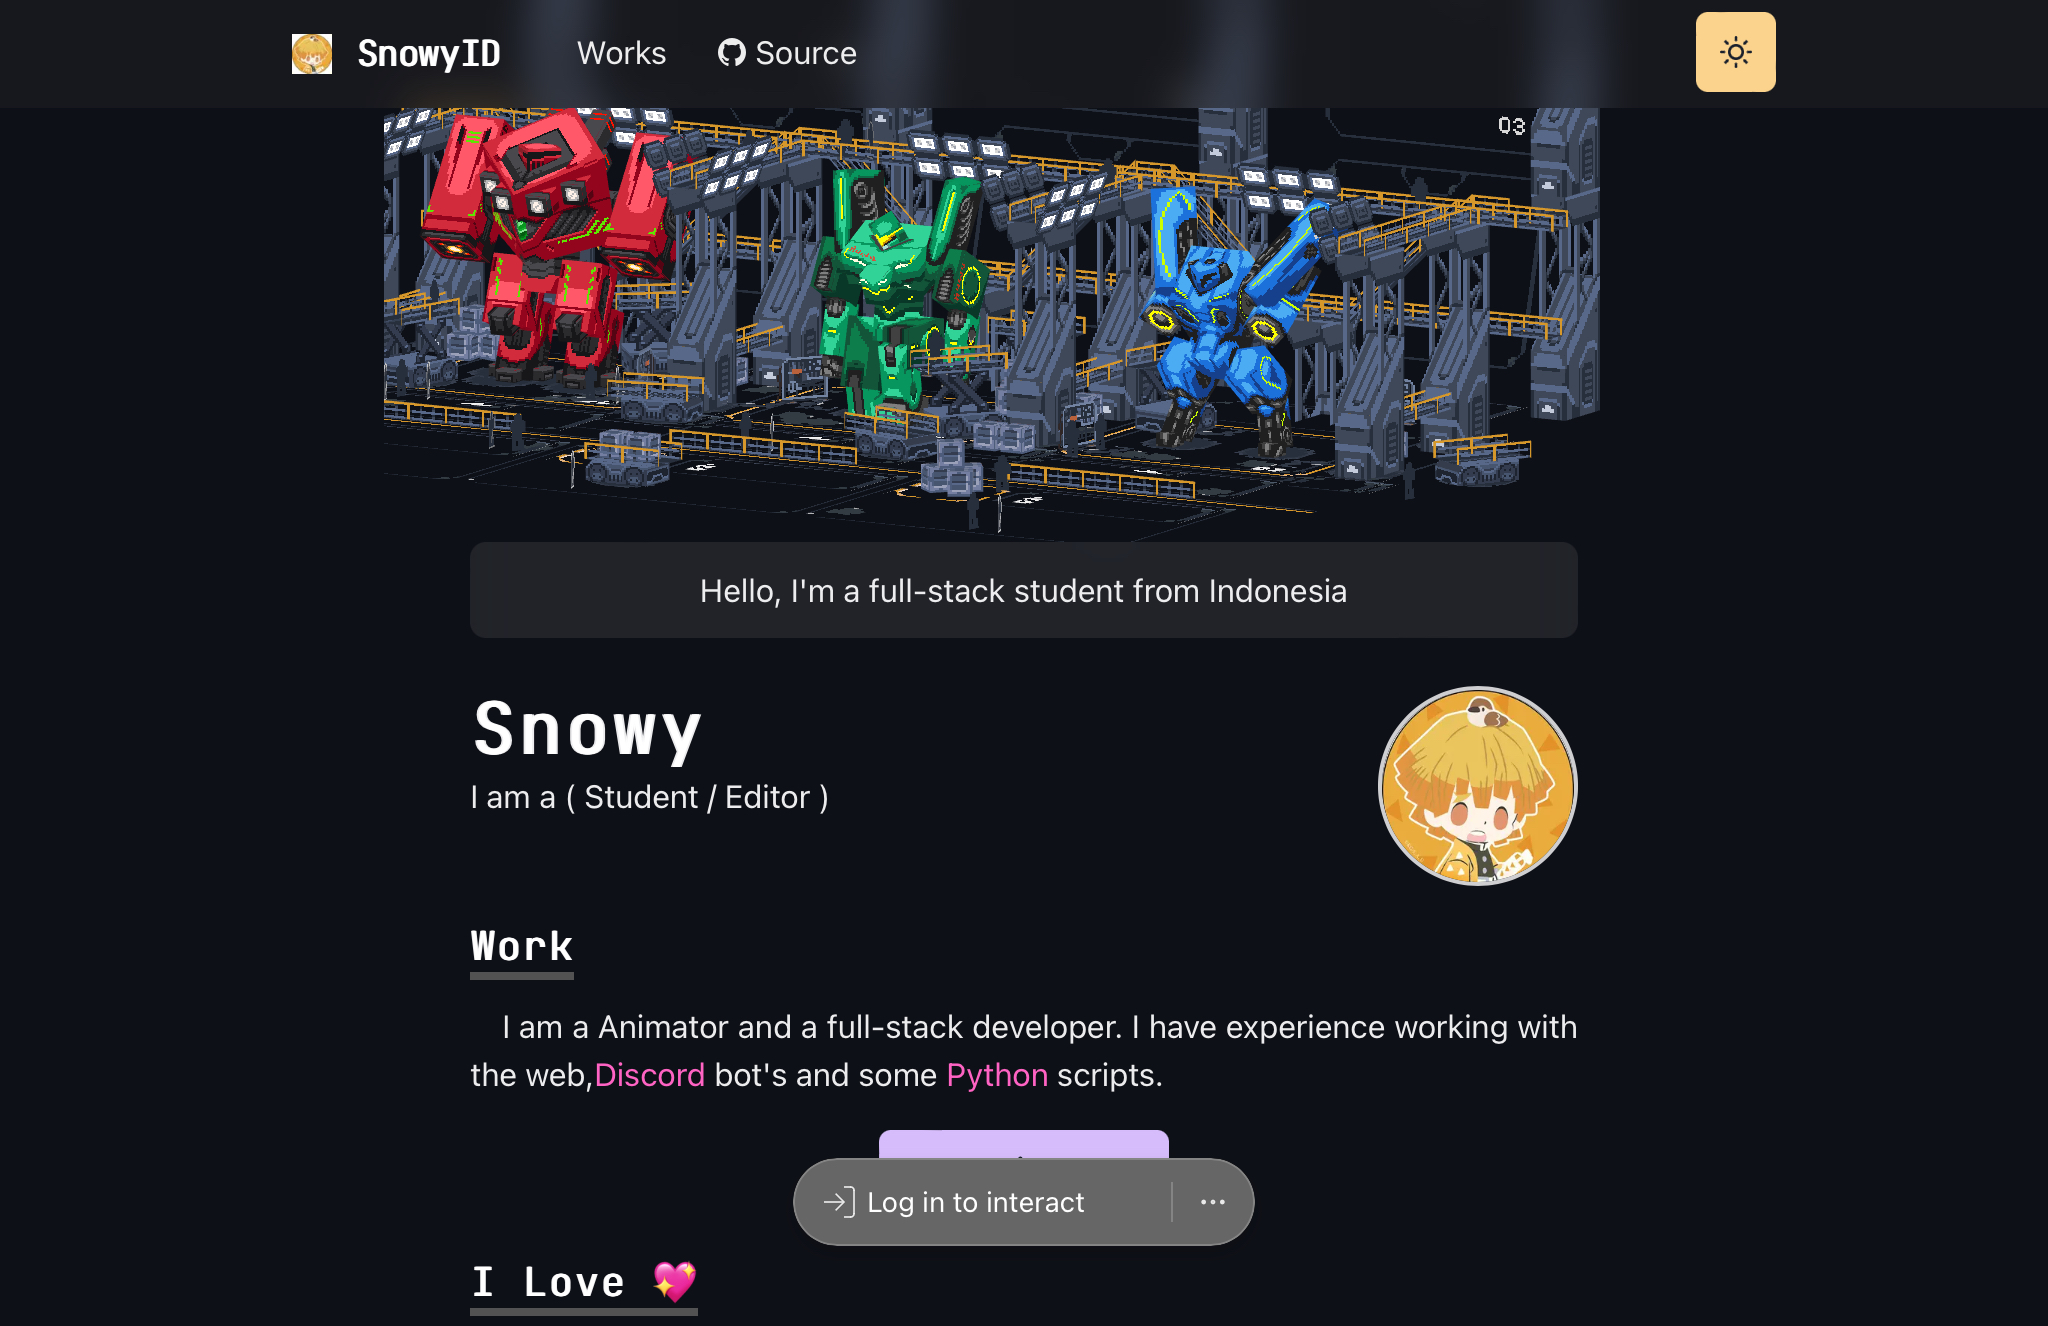 SnowyID
Works
Source
03
Hello, I'm a full-stack student from Indonesia
Snowy
I am a ( Student / Editor )
Work
I am a Animator and a full-stack developer. I have experience working with
the web,Discord bot's and some Python scripts.
Log in to interact
I Love 💖